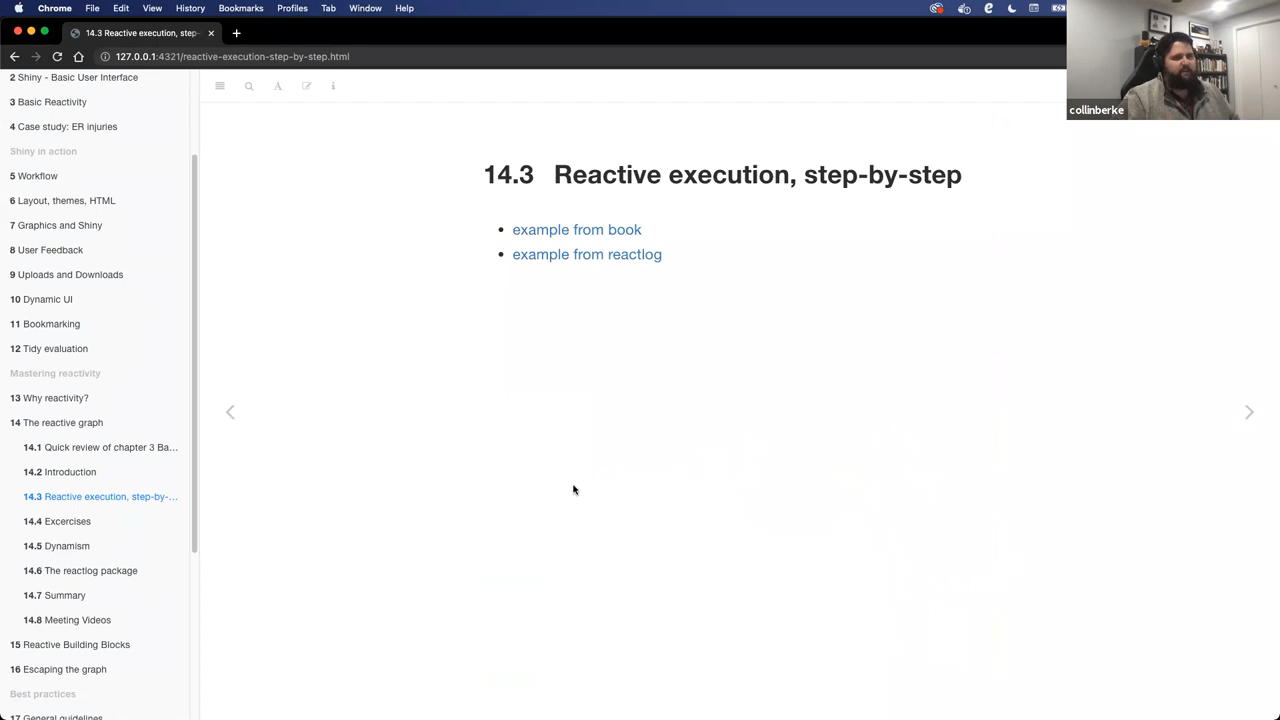 Chrome File Edit View History Bookmarks Profiles Tab Window Help
14.3 Reactive execution, step-
127.0.0.1:4321/reactive-execution-step-by-step.html
collinberke
2 Shiny - Basic User Interface
3 Basic Reactivity
4 Case study: ER injuries
Shiny in action
5 Workflow
6 Layout, themes, HTML
7 Graphics and Shiny
8 User Feedback
9 Uploads and Downloads
10 Dynamic UI
11 Bookmarking
12 Tidy evaluation
Mastering reactivity
13 Why reactivity?
14 The reactive graph
14.1 Quick review of chapter 3 Ba...
14.2 Introduction
14.3 Reactive execution, step-by-...
14.4 Excercises
14.5 Dynamism
14.6 The reactlog package
14.7 Summary
14.8 Meeting Videos
15 Reactive Building Blocks
16 Escaping the graph
Best practices
17 General guidelines
14.3 Reactive execution, step-by-step
• example from book
• example from reactlog